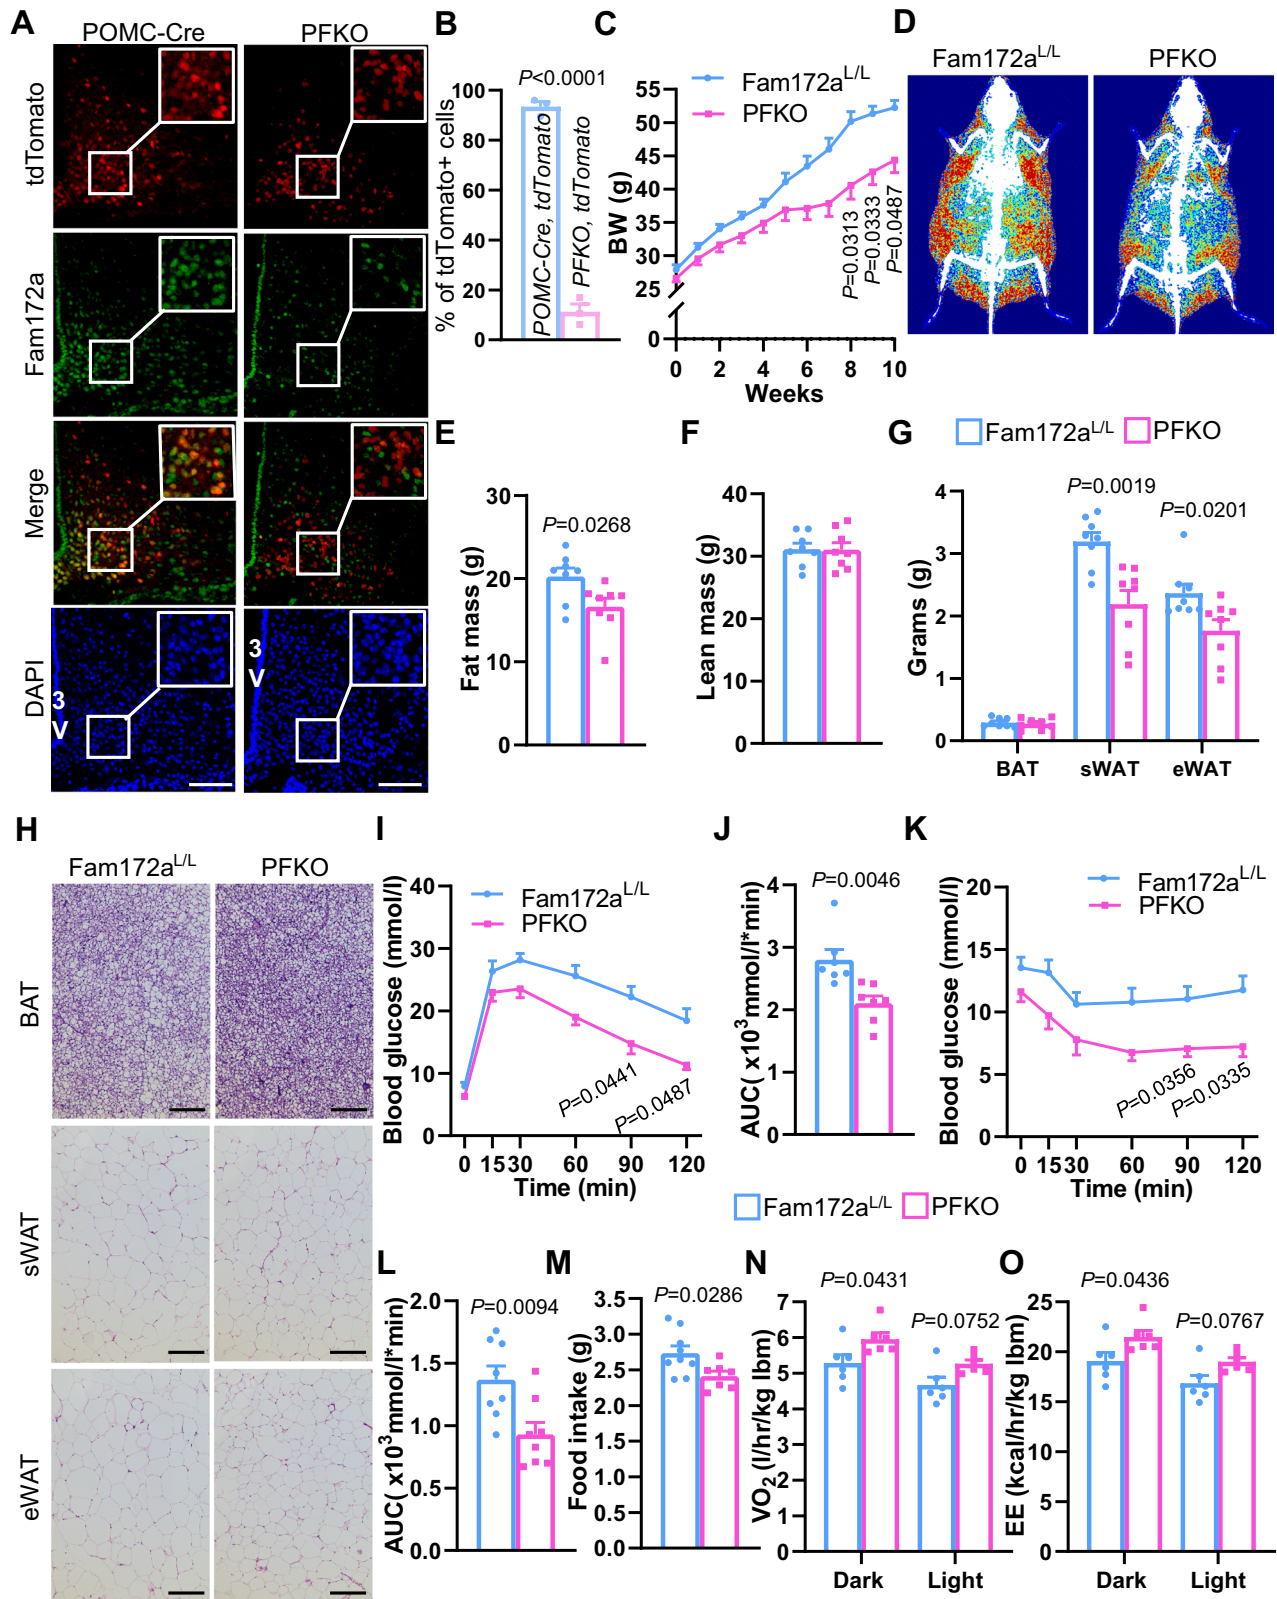 A
POMC-Cre
PFKO
tdTomato
Fam172a
Merge
DAPI
3
V
3
V
B
P<0.0001
% of tdTomato+ cells
100
80
60
40
20
0
POMC-Cre, tdTomato
PFKO, tdTomato
C
Fam172a^L/L
PFKO
BW (g)
55
50
45
40
35
30
25
0
P=0.0313
P=0.0333
P=0.0487
0 2 4 6 8 10
Weeks
D
Fam172a^L/L
PFKO
E
P=0.0268
Fat mass (g)
30
20
10
0
F
Lean mass (g)
40
30
20
10
0
G
Fam172a^L/L
PFKO
P=0.0019
P=0.0201
Grams (g)
4
3
2
1
0
BAT sWAT eWAT
H
Fam172a^L/L
PFKO
BAT
sWAT
eWAT
I
Fam172a^L/L
PFKO
Blood glucose (mmol/l)
40
30
20
10
0
P=0.0441
P=0.0487
0 15 30 60 90 120
Time (min)
J
P=0.0046
AUC( x10³mmol/l*min)
4
3
2
1
0
K
Fam172a^L/L
PFKO
Blood glucose (mmol/l)
20
15
10
5
0
P=0.0356
P=0.0335
0 15 30 60 90 120
Time (min)
Fam172a^L/L
PFKO
L
P=0.0094
AUC( x10³mmol/l*min)
2.0
1.5
1.0
0.5
0.0
M
P=0.0286
Food intake (g)
3.5
3.0
2.5
2.0
1.5
1.0
0.5
0.0
N
P=0.0431
P=0.0752
VO₂ (l/hr/kg lbm)
7
6
5
4
3
2
1
0
Dark Light
O
P=0.0436
P=0.0767
EE (kcal/hr/kg lbm)
25
20
15
10
5
0
Dark Light